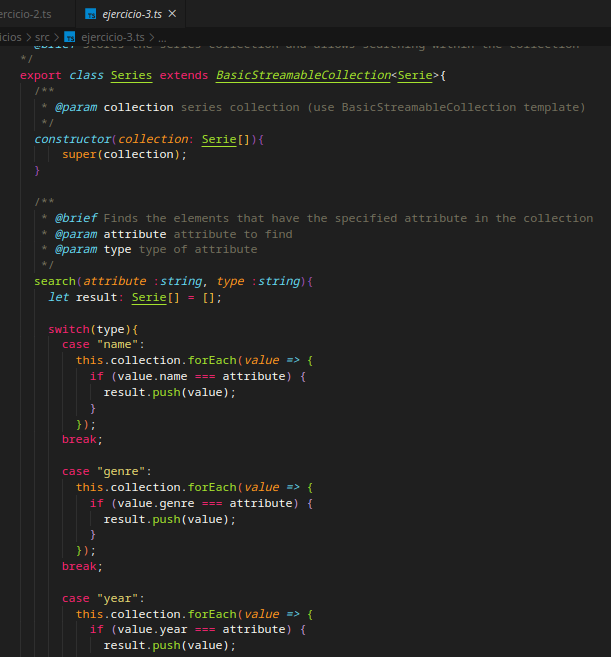 ercicio-2.ts
TS ejercicio-3.ts ×
icios > src > TS ejercicio-3.ts > ...
* @brief Stores the series collection and allows searching within the collection
*/
export class Series extends BasicStreamableCollection<Serie>{
/**
* @param collection series collection (use BasicStreamableCollection template)
*/
constructor(collection: Serie[]){
super(collection);
}
/**
* @brief Finds the elements that have the specified attribute in the collection
* @param attribute attribute to find
* @param type type of attribute
*/
search(attribute :string, type :string){
let result: Serie[] = [];
switch(type){
case "name":
this.collection.forEach(value => {
if (value.name === attribute) {
result.push(value);
}
});
break;
case "genre":
this.collection.forEach(value => {
if (value.genre === attribute) {
result.push(value);
}
});
break;
case "year":
this.collection.forEach(value => {
if (value.year === attribute) {
result.push(value);